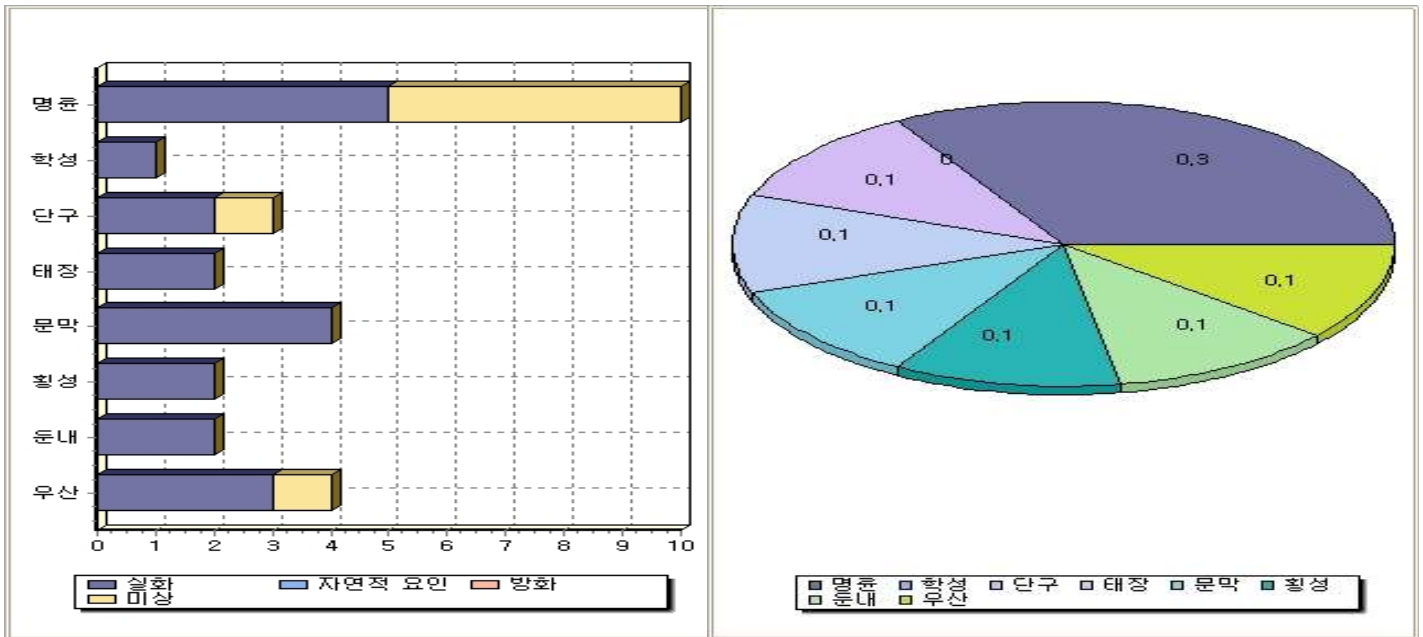 명륜
학성
단구
태장
문막
횡성
둔내
우산
0 1 2 3 4 5 6 7 8 9 10
실화 자연적 요인 방화
미상
0.3
0
0.1
0.1
0.1
0.1
0.1
0.1
명륜 학성 단구 태장 문막 횡성
둔내 우산